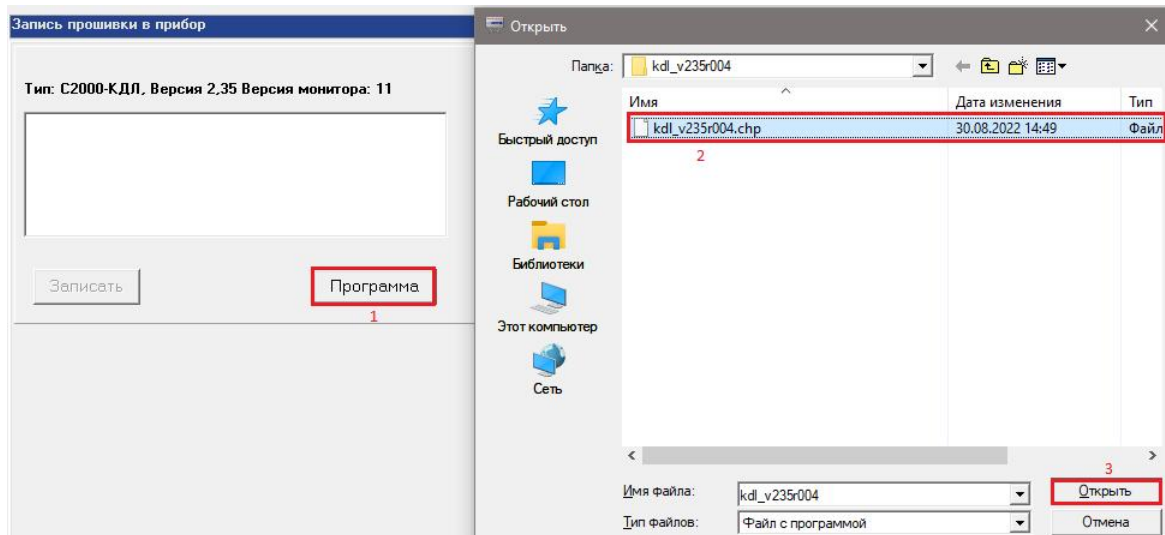 Запись прошивки в прибор
Тип: С2000-КДЛ, Версия 2,35 Версия монитора: 11
Записать
Программа
1
Открыть
Папка:
kdl_v235r004
Быстрый доступ
Рабочий стол
Библиотеки
Этот компьютер
Сеть
Имя
Дата изменения
Тип
kdl_v235r004.chp
30.08.2022 14:49
Файл
2
3
Имя файла:
kdl_v235r004
Открыть
Тип файлов:
Файл с программой
Отмена